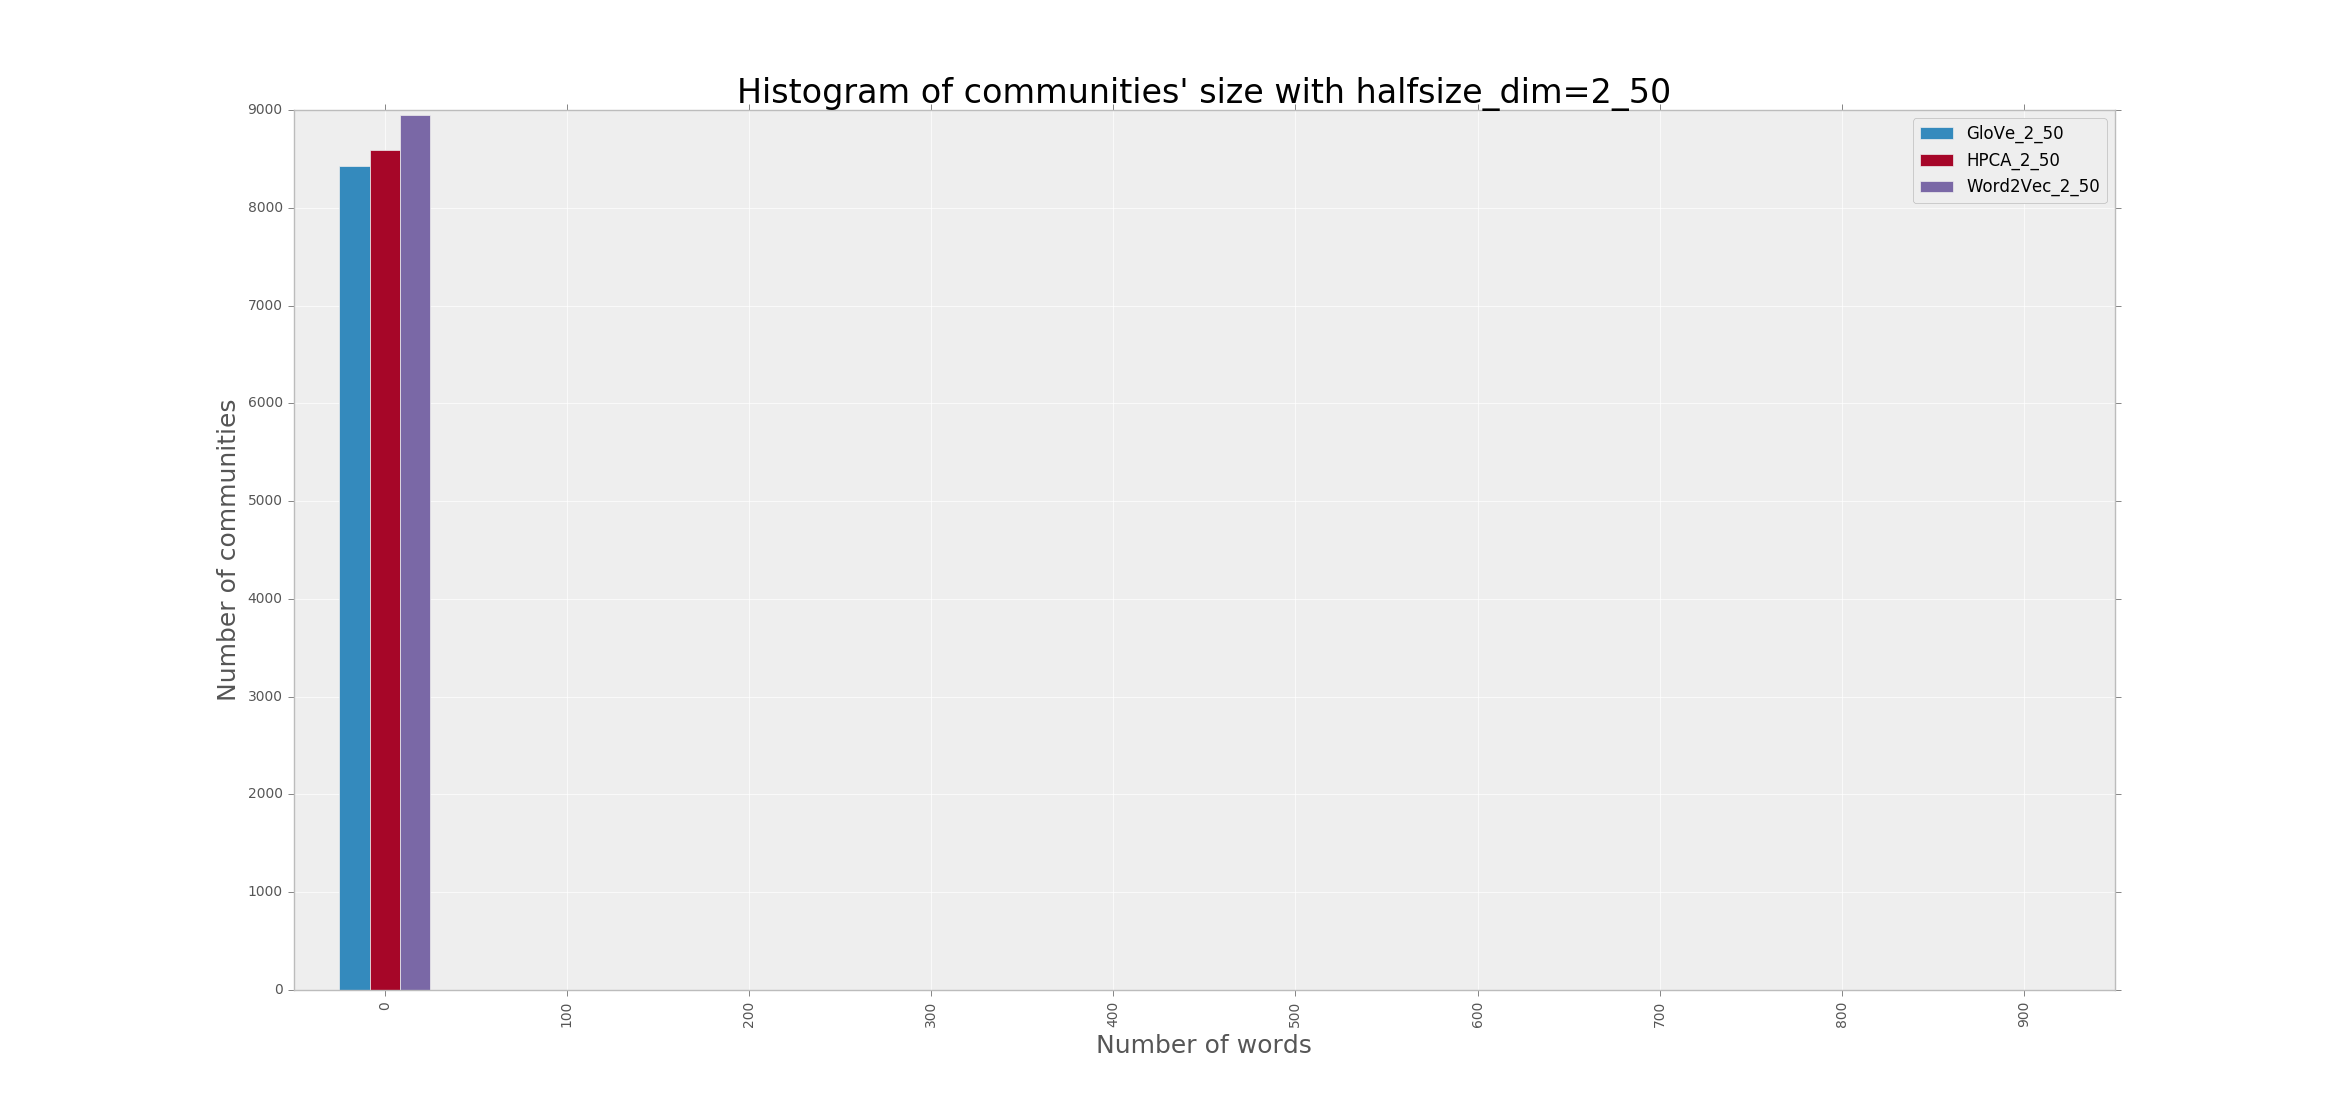 Histogram of communities' size with halfsize_dim=2_50
GloVe_2_50
HPCA_2_50
Word2Vec_2_50
Number of communities
9000
8000
7000
6000
5000
4000
3000
2000
1000
0
0 100 200 300 400 500 600 700 800 900
Number of words